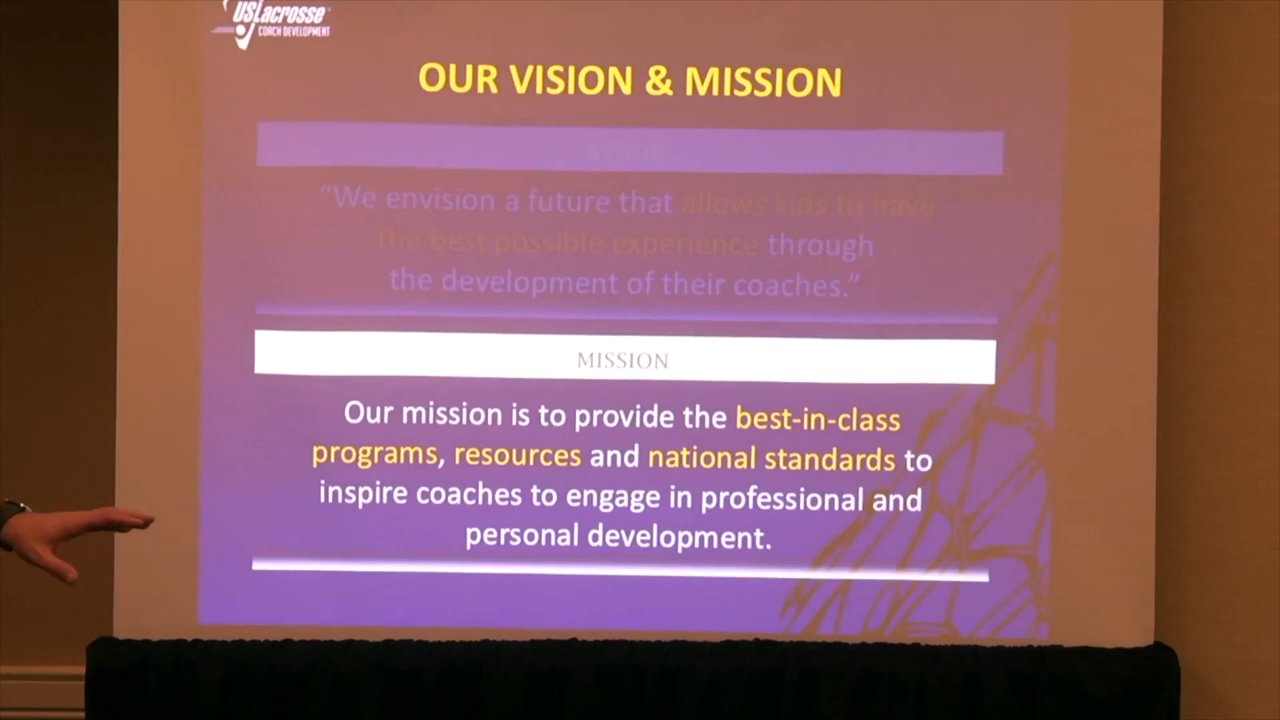 USLacrosse
COACH DEVELOPMENT
OUR VISION & MISSION
“We envision a future that allows kids to have
the best possible experience through
the development of their coaches.”
MISSION
Our mission is to provide the best-in-class
programs, resources and national standards to
inspire coaches to engage in professional and
personal development.